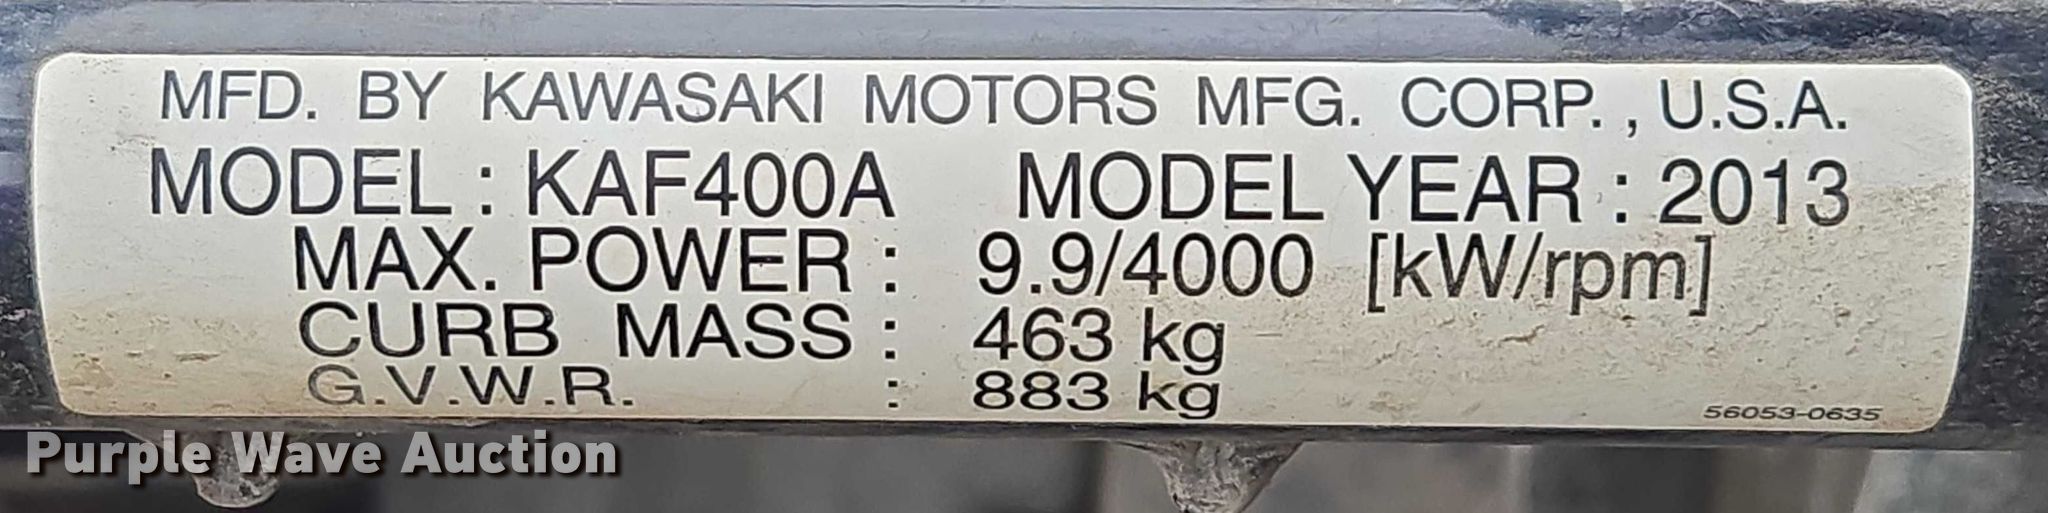 MFD. BY KAWASAKI MOTORS MFG. CORP., U.S.A.
MODEL : KAF400A MODEL YEAR : 2013
MAX. POWER : 9.9/4000 [kW/rpm]
CURB MASS : 463 kg
G.V.W.R. : 883 kg
56053-0635
Purple Wave Auction